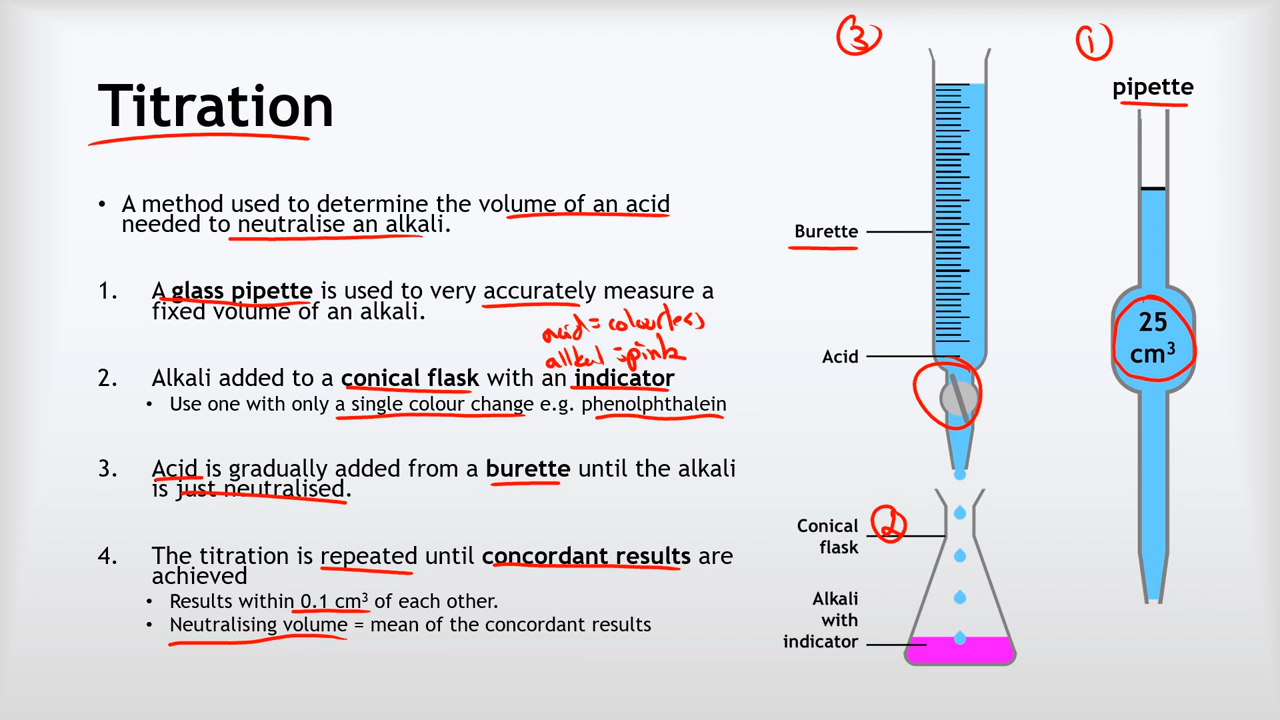 Titration
• A method used to determine the volume of an acid
needed to neutralise an alkali.
1. A glass pipette is used to very accurately measure a
fixed volume of an alkali.
acid = colourless
alkali = pink
2. Alkali added to a conical flask with an indicator
• Use one with only a single colour change e.g. phenolphthalein
3. Acid is gradually added from a burette until the alkali
is just neutralised.
4. The titration is repeated until concordant results are
achieved
• Results within 0.1 cm³ of each other.
• Neutralising volume = mean of the concordant results
3
Burette
Acid
2
Conical
flask
Alkali
with
indicator
1
pipette
25
cm³